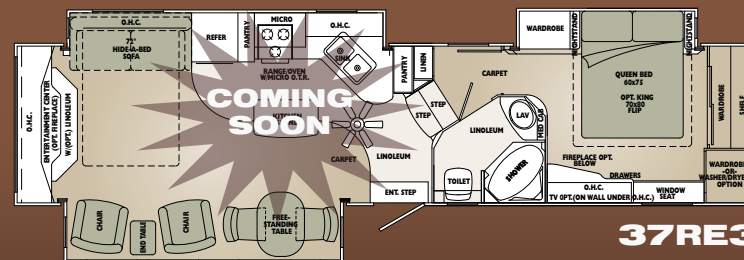 O.H.C.
72"
HIDE-A-BED
SOFA
REFER
PANTRY
MICRO
O.H.C.
SINK
RANGE/OVEN
W/MICRO O.T.R.
PANTRY
LINEN
WARDROBE
NIGHTSTAND
NIGHTSTAND
QUEEN BED
60x75
OPT. KING
70x80
FLIP
CARPET
STEP
STEP
LINOLEUM
LAV
MED CAB
WARDROBE
SHELF
O.H.C.
ENTERTAINMENT CENTER
(OPT. FIREPLACE)
W/(OPT.) LINOLEUM
COMING
SOON
CARPET
LINOLEUM
ENT. STEP
TOILET
SHOWER
FIREPLACE OPT.
BELOW
DRAWERS
O.H.C.
TV OPT.(ON WALL UNDER O.H.C.)
WINDOW
SEAT
WARDROBE
-OR-
WASHER/DRYE
OPTION
CHAIR
END TABLE
CHAIR
FREE-
STANDING
TABLE
37RE3